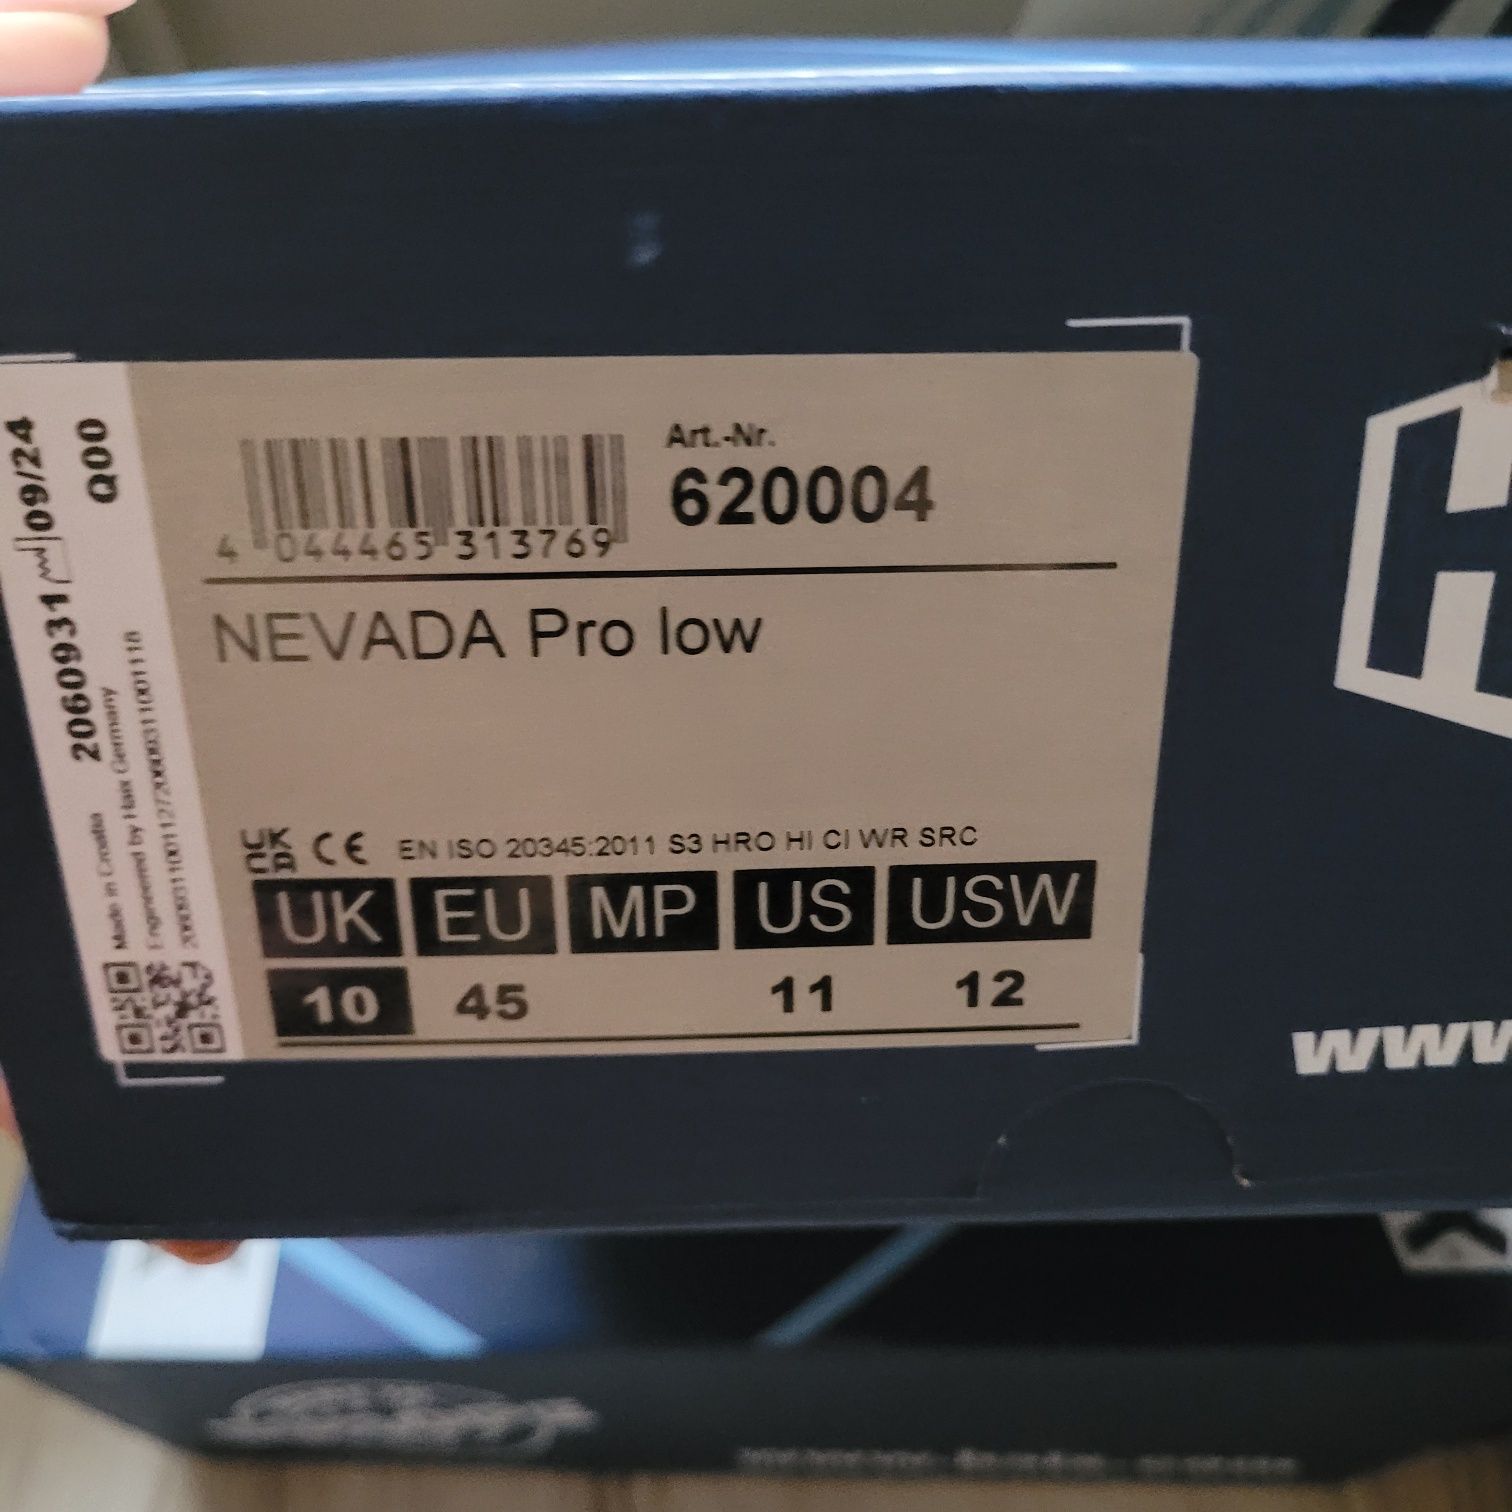 Art.-Nr.
620004
4 044465 313769
NEVADA Pro low
UK
CA CE EN ISO 20345:2011 S3 HRO HI CI WR SRC
UK EU MP US USW
10 45 11 12
2060931 09/24
Q00
Made in Croatia
Engineered by Haix Germany
H
www